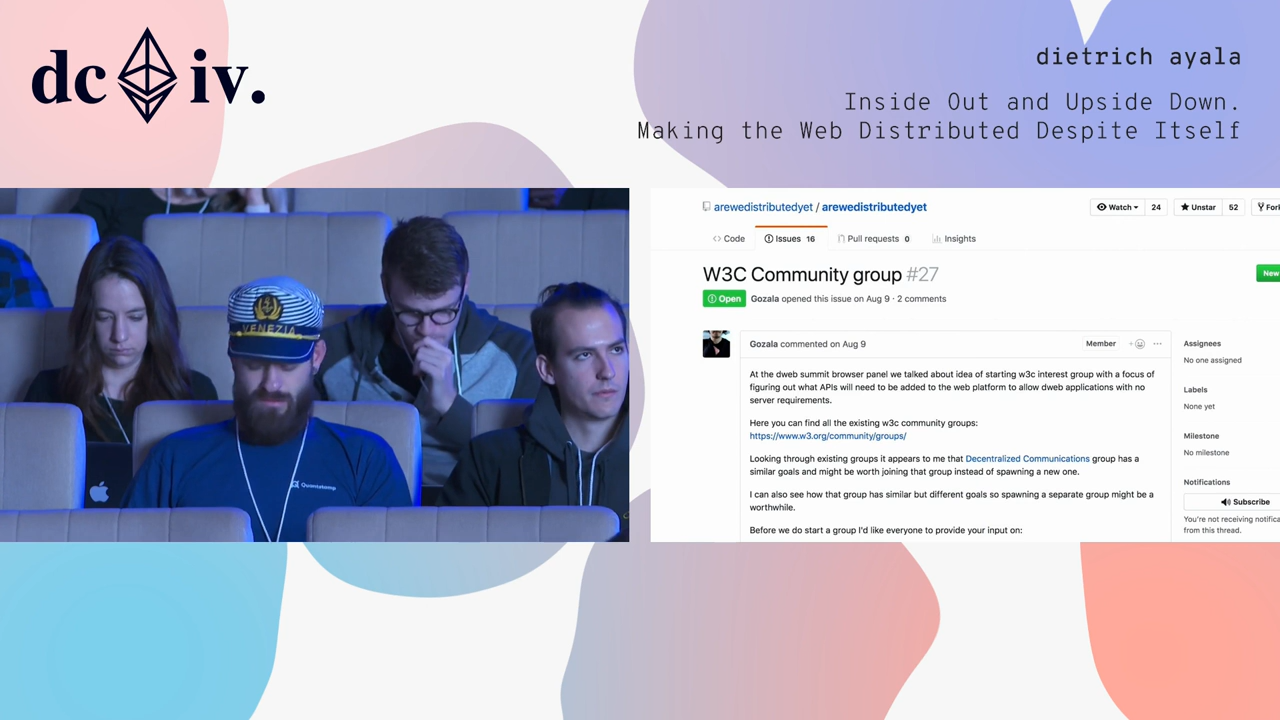 dc iv.
dietrich ayala
Inside Out and Upside Down.
Making the Web Distributed Despite Itself
VENEZIA
Quantstamp
arewedistributedyet / arewedistributedyet
Watch 24
Unstar 52
Fork
Code
Issues 16
Pull requests 0
Insights
W3C Community group #27
New
Open
Gozala opened this issue on Aug 9 · 2 comments
Gozala commented on Aug 9
Member
At the dweb summit browser panel we talked about idea of starting w3c interest group with a focus of
figuring out what APIs will need to be added to the web platform to allow dweb applications with no
server requirements.
Here you can find all the existing w3c community groups:
https://www.w3.org/community/groups/
Looking through existing groups it appears to me that Decentralized Communications group has a
similar goals and might be worth joining that group instead of spawning a new one.
I can also see how that group has similar but different goals so spawning a separate group might be a
worthwhile.
Before we do start a group I'd like everyone to provide your input on:
Assignees
No one assigned
Labels
None yet
Milestone
No milestone
Notifications
Subscribe
You're not receiving notifica
from this thread.